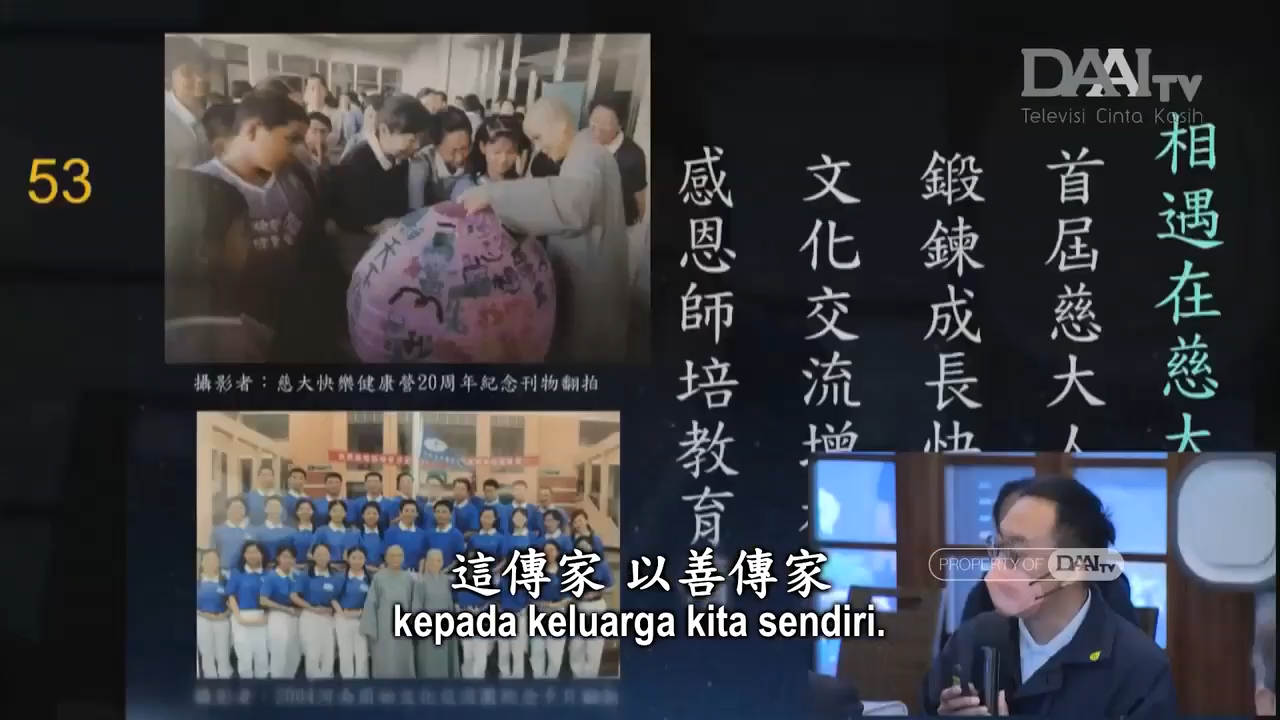 DAAI TV
Televisi Cinta Kasih
53
相遇在慈大
首屆慈大人
鍛鍊成長快
文化交流增
感恩師培教育
攝影者：慈大快樂健康營20周年紀念刊物翻拍
PROPERTY OF DAAI TV
這傳家 以善傳家
kepada keluarga kita sendiri.